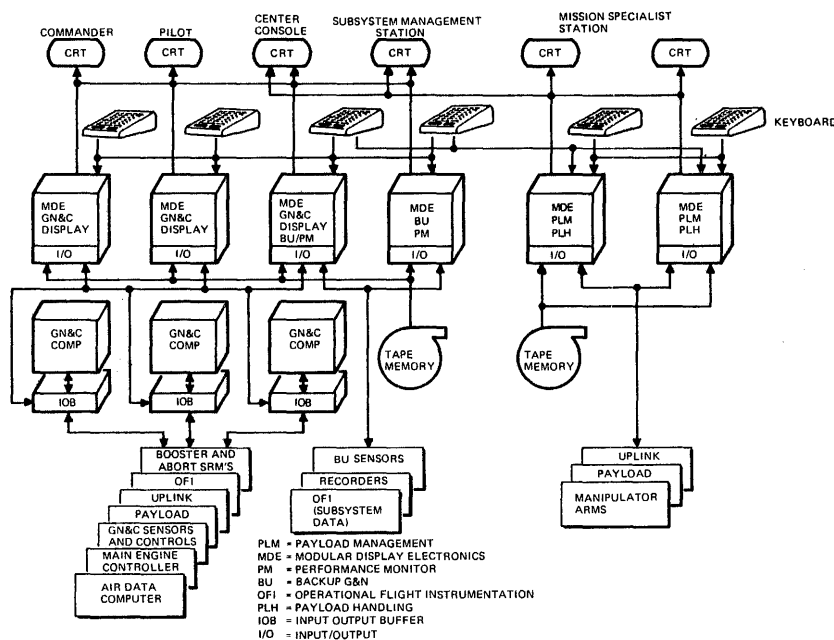 COMMANDER
PILOT
CENTER
CONSOLE
SUBSYSTEM MANAGEMENT
STATION
MISSION SPECIALIST
STATION
CRT
CRT
CRT
CRT
CRT
CRT
KEYBOARD
MDE
GN&C
DISPLAY
I/O
MDE
GN&C
DISPLAY
I/O
MDE
GN&C
DISPLAY
BU/PM
I/O
MDE
BU
PM
I/O
MDE
PLM
PLH
I/O
MDE
PLM
PLH
I/O
GN&C
COMP
IOB
GN&C
COMP
IOB
GN&C
COMP
IOB
TAPE
MEMORY
TAPE
MEMORY
BOOSTER AND
ABORT SRM'S
OFI
UPLINK
PAYLOAD
GN&C SENSORS
AND CONTROLS
MAIN ENGINE
CONTROLLER
AIR DATA
COMPUTER
BU SENSORS
RECORDERS
OFI
(SUBSYSTEM
DATA)
UPLINK
PAYLOAD
MANIPULATOR
ARMS
PLM = PAYLOAD MANAGEMENT
MDE = MODULAR DISPLAY ELECTRONICS
PM = PERFORMANCE MONITOR
BU = BACKUP G&N
OFI = OPERATIONAL FLIGHT INSTRUMENTATION
PLH = PAYLOAD HANDLING
IOB = INPUT OUTPUT BUFFER
I/O = INPUT/OUTPUT